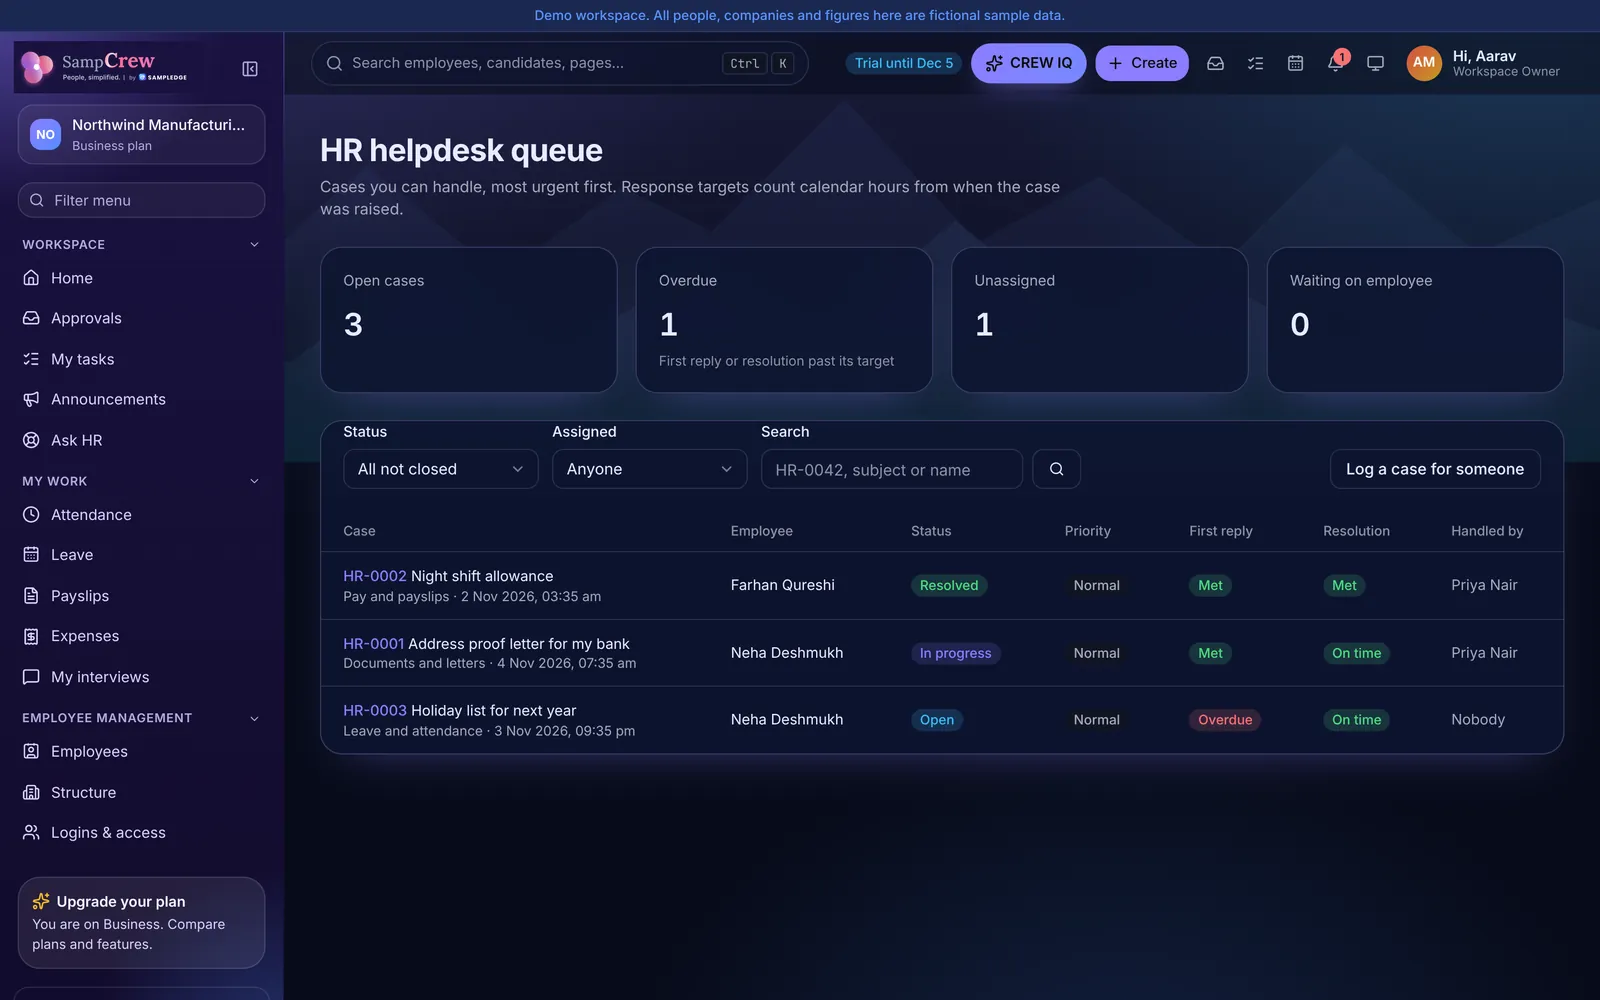 Demo workspace. All people, companies and figures here are fictional sample data.
SampCrew
People, simplified. | by SAMPLEDGE
Search employees, candidates, pages...
Ctrl K
Trial until Dec 5
CREW IQ
Create
1
AM
Hi, Aarav
Workspace Owner
NO
Northwind Manufacturi...
Business plan
Filter menu
WORKSPACE
Home
Approvals
My tasks
Announcements
Ask HR
MY WORK
Attendance
Leave
Payslips
Expenses
My interviews
EMPLOYEE MANAGEMENT
Employees
Structure
Logins & access
Upgrade your plan
You are on Business. Compare
plans and features.
HR helpdesk queue
Cases you can handle, most urgent first. Response targets count calendar hours from when the case
was raised.
Open cases
3
Overdue
1
First reply or resolution past its target
Unassigned
1
Waiting on employee
0
Status Assigned Search
All not closed Anyone HR-0042, subject or name Log a case for someone
Case Employee Status Priority First reply Resolution Handled by
HR-0002 Night shift allowance
Pay and payslips · 2 Nov 2026, 03:35 am
Farhan Qureshi Resolved Normal Met Met Priya Nair
HR-0001 Address proof letter for my bank
Documents and letters · 4 Nov 2026, 07:35 am
Neha Deshmukh In progress Normal Met On time Priya Nair
HR-0003 Holiday list for next year
Leave and attendance · 3 Nov 2026, 09:35 pm
Neha Deshmukh Open Normal Overdue On time Nobody